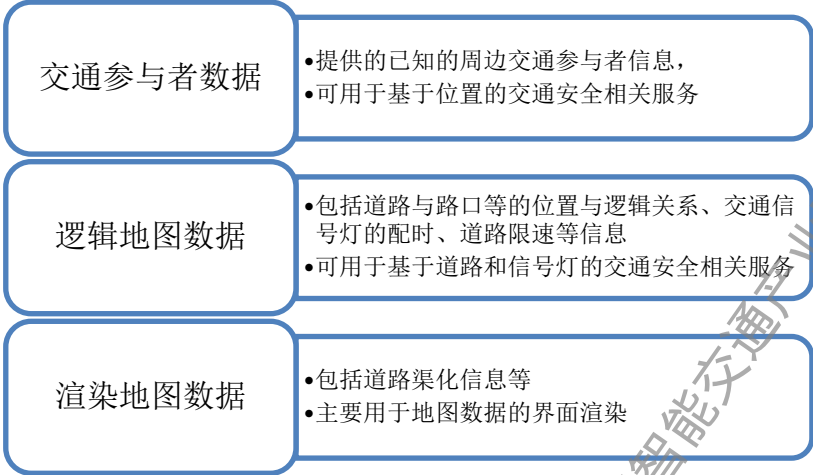 交通参与者数据
•提供的已知的周边交通参与者信息，
•可用于基于位置的交通安全相关服务
逻辑地图数据
•包括道路与路口等的位置与逻辑关系、交通信
号灯的配时、道路限速等信息
•可用于基于道路和信号灯的交通安全相关服务
渲染地图数据
•包括道路渠化信息等
•主要用于地图数据的界面渲染
智能交通产业